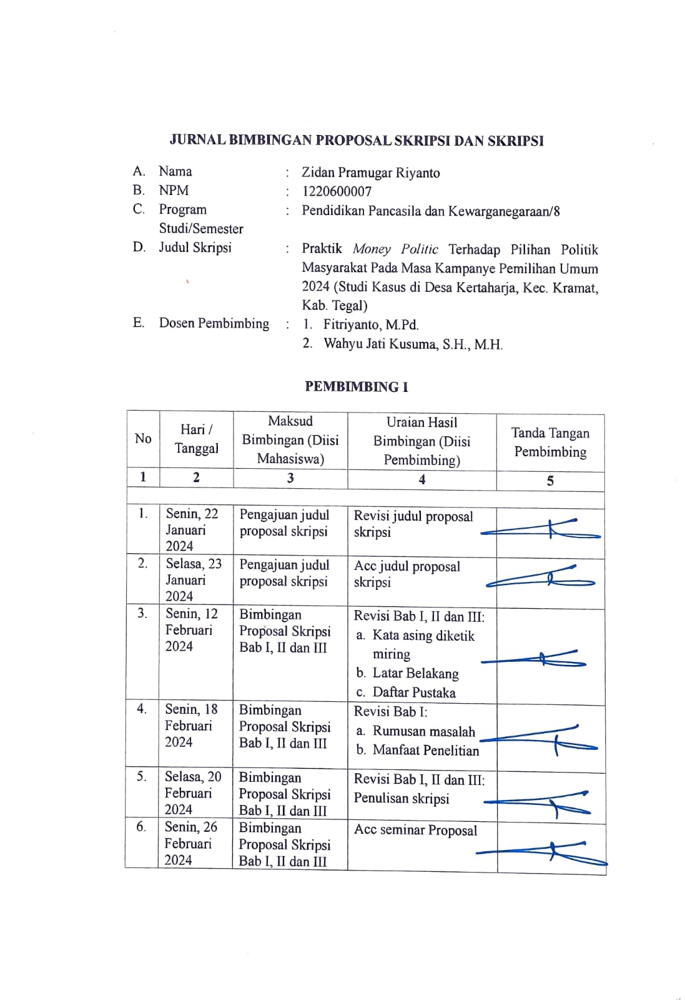 JURNAL BIMBINGAN PROPOSAL SKRIPSI DAN SKRIPSI
A. Nama : Zidan Pramugar Riyanto
B. NPM : 1220600007
C. Program : Pendidikan Pancasila dan Kewarganegaraan/8
Studi/Semester
D. Judul Skripsi : Praktik Money Politic Terhadap Pilihan Politik
Masyarakat Pada Masa Kampanye Pemilihan Umum
2024 (Studi Kasus di Desa Kertaharja, Kec. Kramat,
Kab. Tegal)
E. Dosen Pembimbing : 1. Fitriyanto, M.Pd.
2. Wahyu Jati Kusuma, S.H., M.H.
PEMBIMBING I
No
Hari /
Tanggal
Maksud
Bimbingan (Diisi
Mahasiswa)
Uraian Hasil
Bimbingan (Diisi
Pembimbing)
Tanda Tangan
Pembimbing
1 2 3 4 5
1.
Senin, 22
Januari
2024
Pengajuan judul
proposal skripsi
Revisi judul proposal
skripsi
2.
Selasa, 23
Januari
2024
Pengajuan judul
proposal skripsi
Acc judul proposal
skripsi
3.
Senin, 12
Februari
2024
Bimbingan
Proposal Skripsi
Bab I, II dan III
Revisi Bab I, II dan III:
a. Kata asing diketik
miring
b. Latar Belakang
c. Daftar Pustaka
4.
Senin, 18
Februari
2024
Bimbingan
Proposal Skripsi
Bab I, II dan III
Revisi Bab I:
a. Rumusan masalah
b. Manfaat Penelitian
5.
Selasa, 20
Februari
2024
Bimbingan
Proposal Skripsi
Bab I, II dan III
Revisi Bab I, II dan III:
Penulisan skripsi
6.
Senin, 26
Februari
2024
Bimbingan
Proposal Skripsi
Bab I, II dan III
Acc seminar Proposal